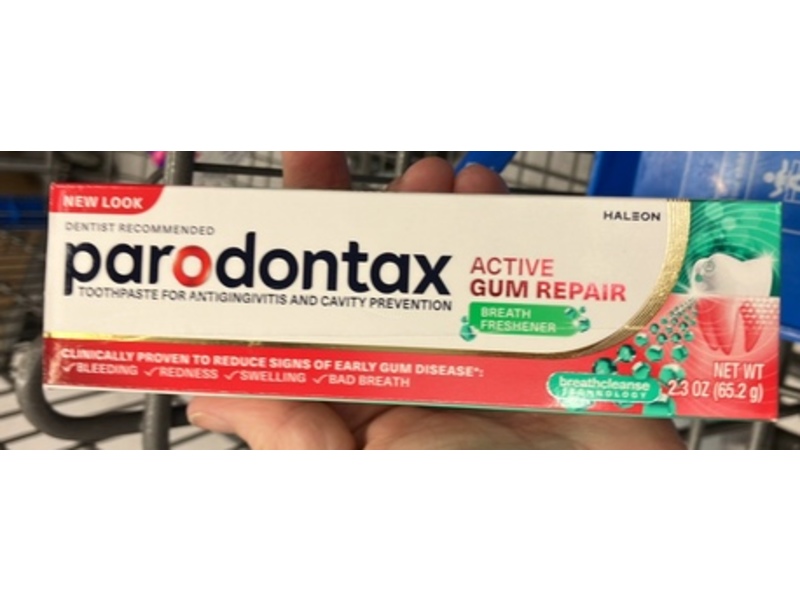 NEW LOOK
HALEON
DENTIST RECOMMENDED
parodontax
TOOTHPASTE FOR ANTIGINGIVITIS AND CAVITY PREVENTION
ACTIVE
GUM REPAIR
BREATH
FRESHENER
CLINICALLY PROVEN TO REDUCE SIGNS OF EARLY GUM DISEASE*:
✓BLEEDING ✓REDNESS ✓SWELLING ✓BAD BREATH
breathcleanse
TECHNOLOGY
NET WT
2.3 OZ (65.2 g)